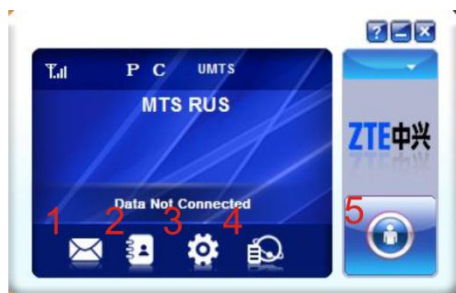 ? – X
P C UMTS
MTS RUS
ZTE中兴
Data Not Connected
1 2 3 4 5